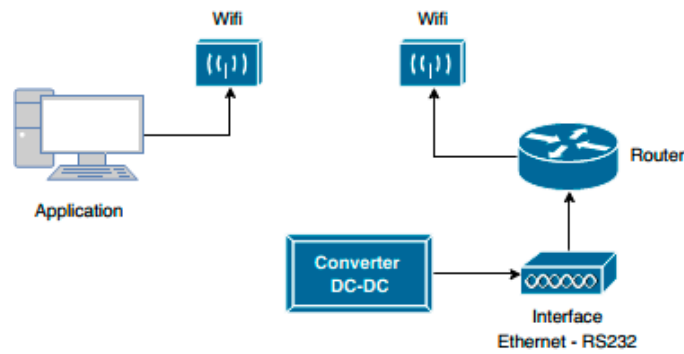 Wifi
Wifi
Application
Router
Converter
DC-DC
Interface
Ethernet - RS232